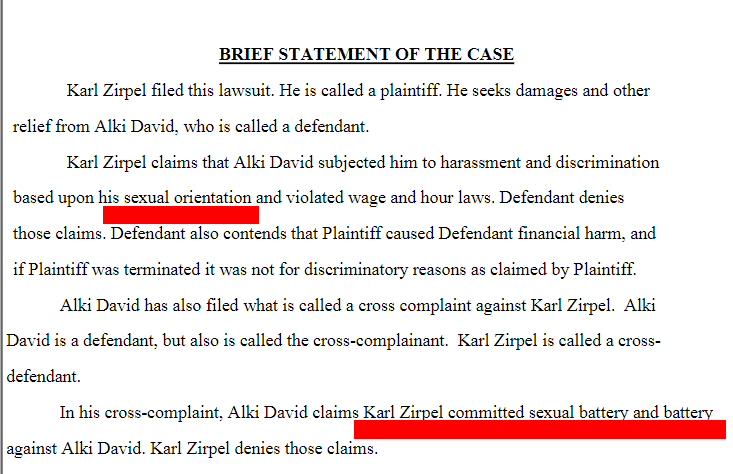 BRIEF STATEMENT OF THE CASE
Karl Zirpel filed this lawsuit. He is called a plaintiff. He seeks damages and other
relief from Alki David, who is called a defendant.
Karl Zirpel claims that Alki David subjected him to harassment and discrimination
based upon his sexual orientation and violated wage and hour laws. Defendant denies
those claims. Defendant also contends that Plaintiff caused Defendant financial harm, and
if Plaintiff was terminated it was not for discriminatory reasons as claimed by Plaintiff.
Alki David has also filed what is called a cross complaint against Karl Zirpel.  Alki
David is a defendant, but also is called the cross-complainant.  Karl Zirpel is called a cross-
defendant.
In his cross-complaint, Alki David claims Karl Zirpel committed sexual battery and battery
against Alki David. Karl Zirpel denies those claims.